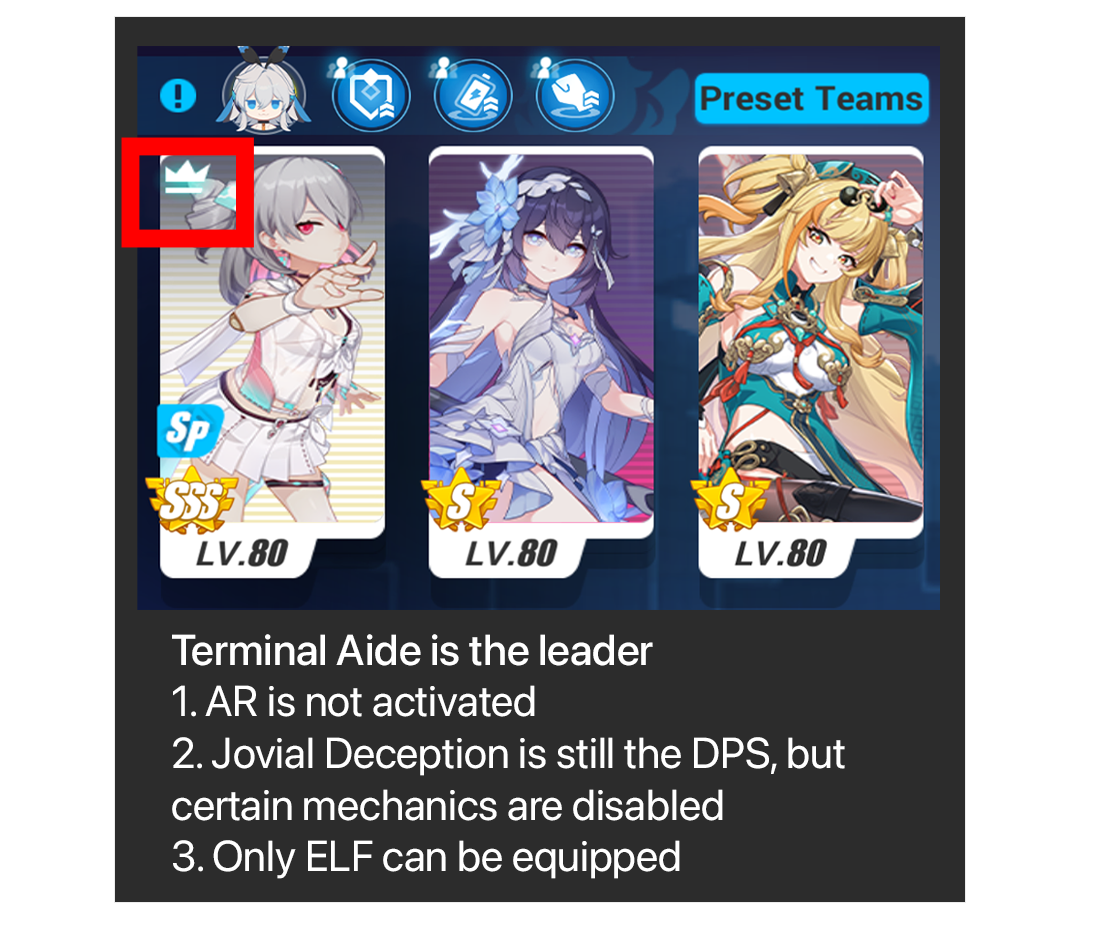 Preset Teams
Sp
SSS
S
S
LV.80
LV.80
LV.80
Terminal Aide is the leader
1. AR is not activated
2. Jovial Deception is still the DPS, but
certain mechanics are disabled
3. Only ELF can be equipped